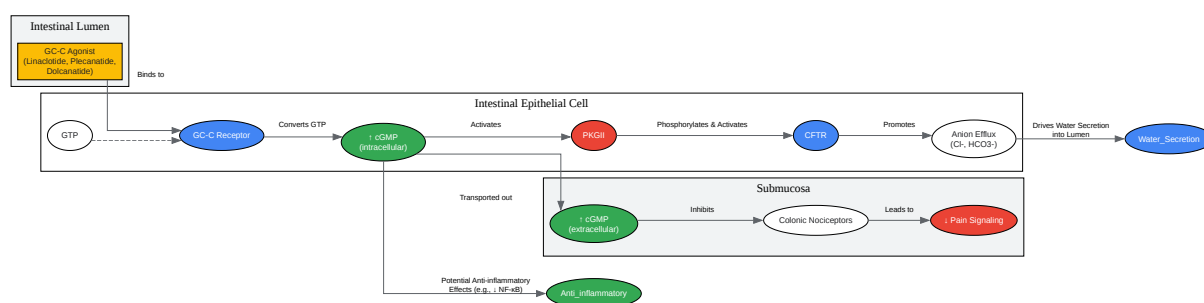 Intestinal Lumen
GC-C Agonist
(Linaclotide, Plecanatide,
Dolcanatide)
Binds to
Intestinal Epithelial Cell
GTP
GC-C Receptor
Converts GTP
↑ cGMP
(intracellular)
Activates
PKGII
Phosphorylates & Activates
CFTR
Promotes
Anion Efflux
(Cl-, HCO3-)
Drives Water Secretion
into Lumen
Water_Secretion
Transported out
Submucosa
↑ cGMP
(extracellular)
Inhibits
Colonic Nociceptors
Leads to
↓ Pain Signaling
Potential Anti-inflammatory
Effects (e.g., ↓ NF-κB)
Anti_inflammatory